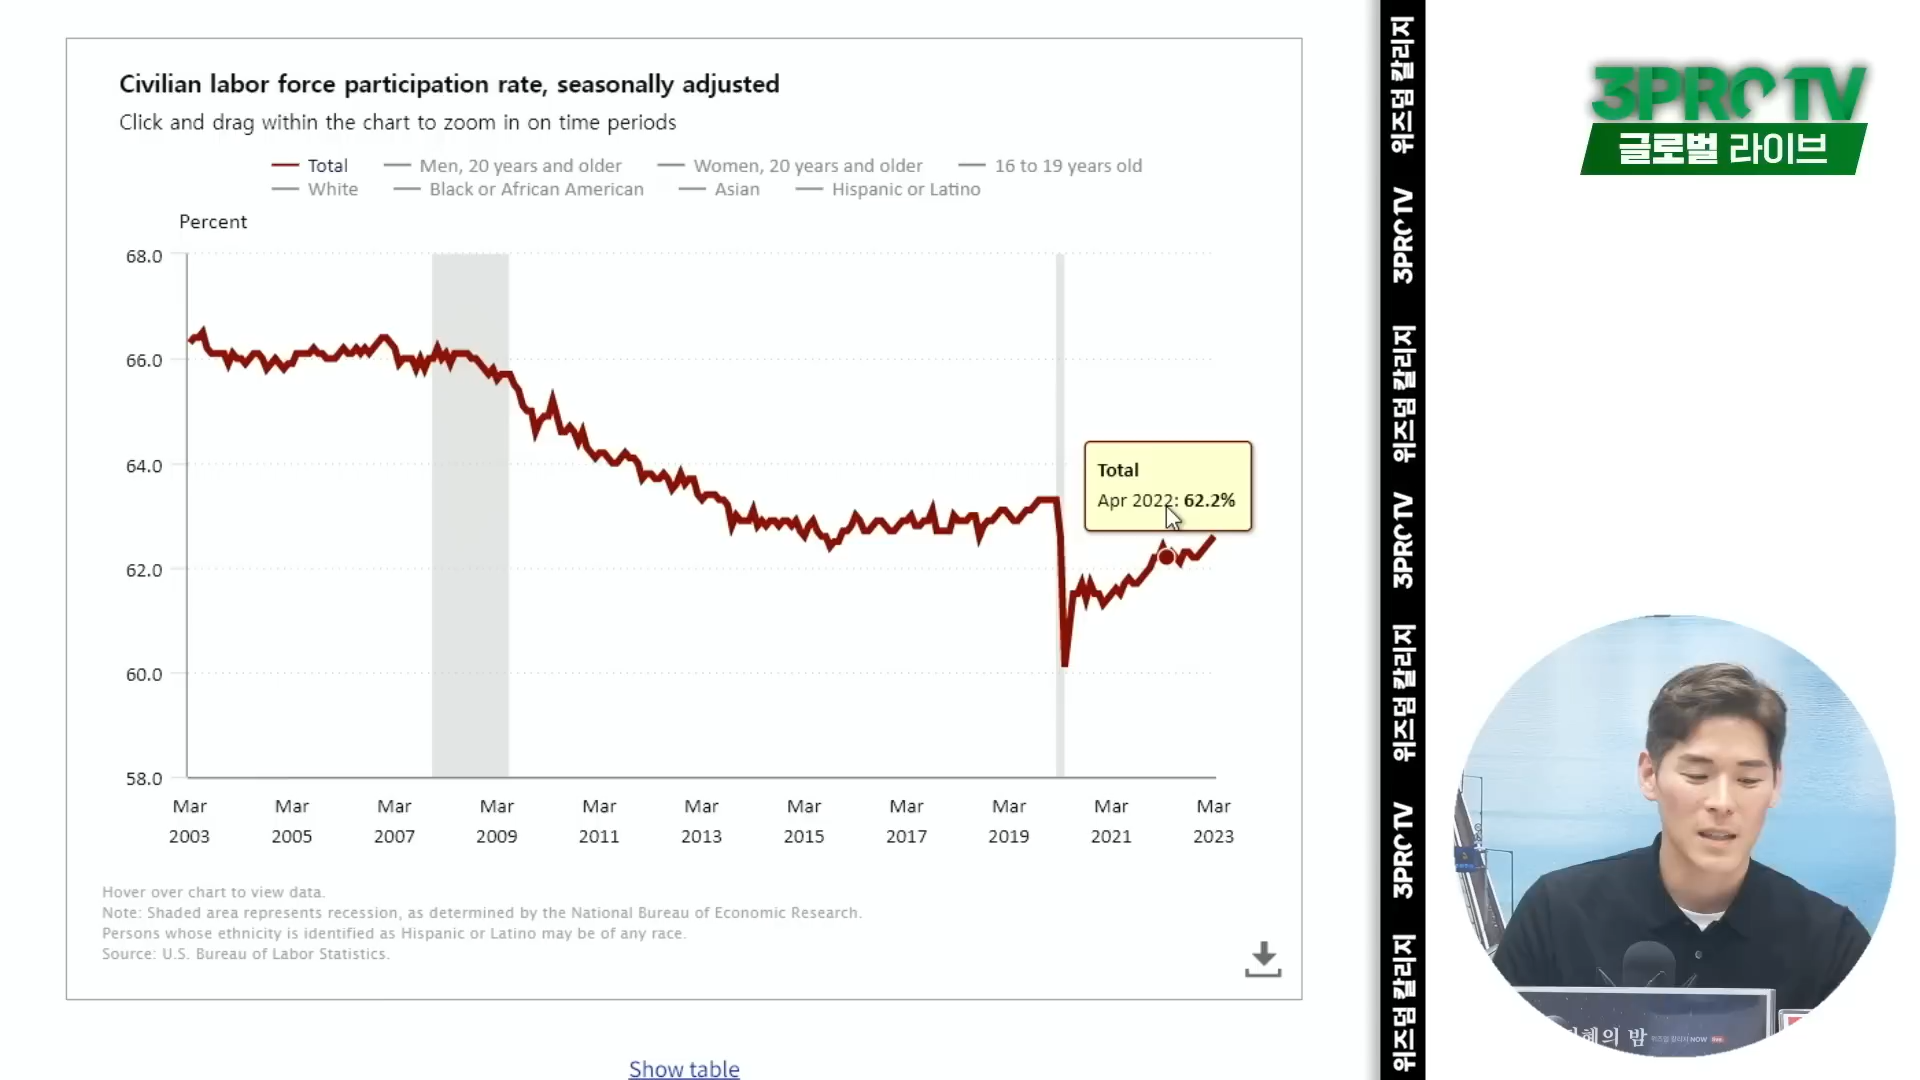 Civilian labor force participation rate, seasonally adjusted
Click and drag within the chart to zoom in on time periods
Total
Men, 20 years and older
Women, 20 years and older
16 to 19 years old
White
Black or African American
Asian
Hispanic or Latino
Percent
68.0
66.0
64.0
62.0
60.0
58.0
Total
Apr 2022: 62.2%
Mar 2003
Mar 2005
Mar 2007
Mar 2009
Mar 2011
Mar 2013
Mar 2015
Mar 2017
Mar 2019
Mar 2021
Mar 2023
Hover over chart to view data.
Note: Shaded area represents recession, as determined by the National Bureau of Economic Research.
Persons whose ethnicity is identified as Hispanic or Latino may be of any race.
Source: U.S. Bureau of Labor Statistics.
Show table
위즈덤 칼리지
3PROTV
위즈덤 칼리지
3PROTV
위즈덤 칼리지
3PROTV
위즈덤 칼리지
3PROTV
글로벌 라이브
혜의 밤